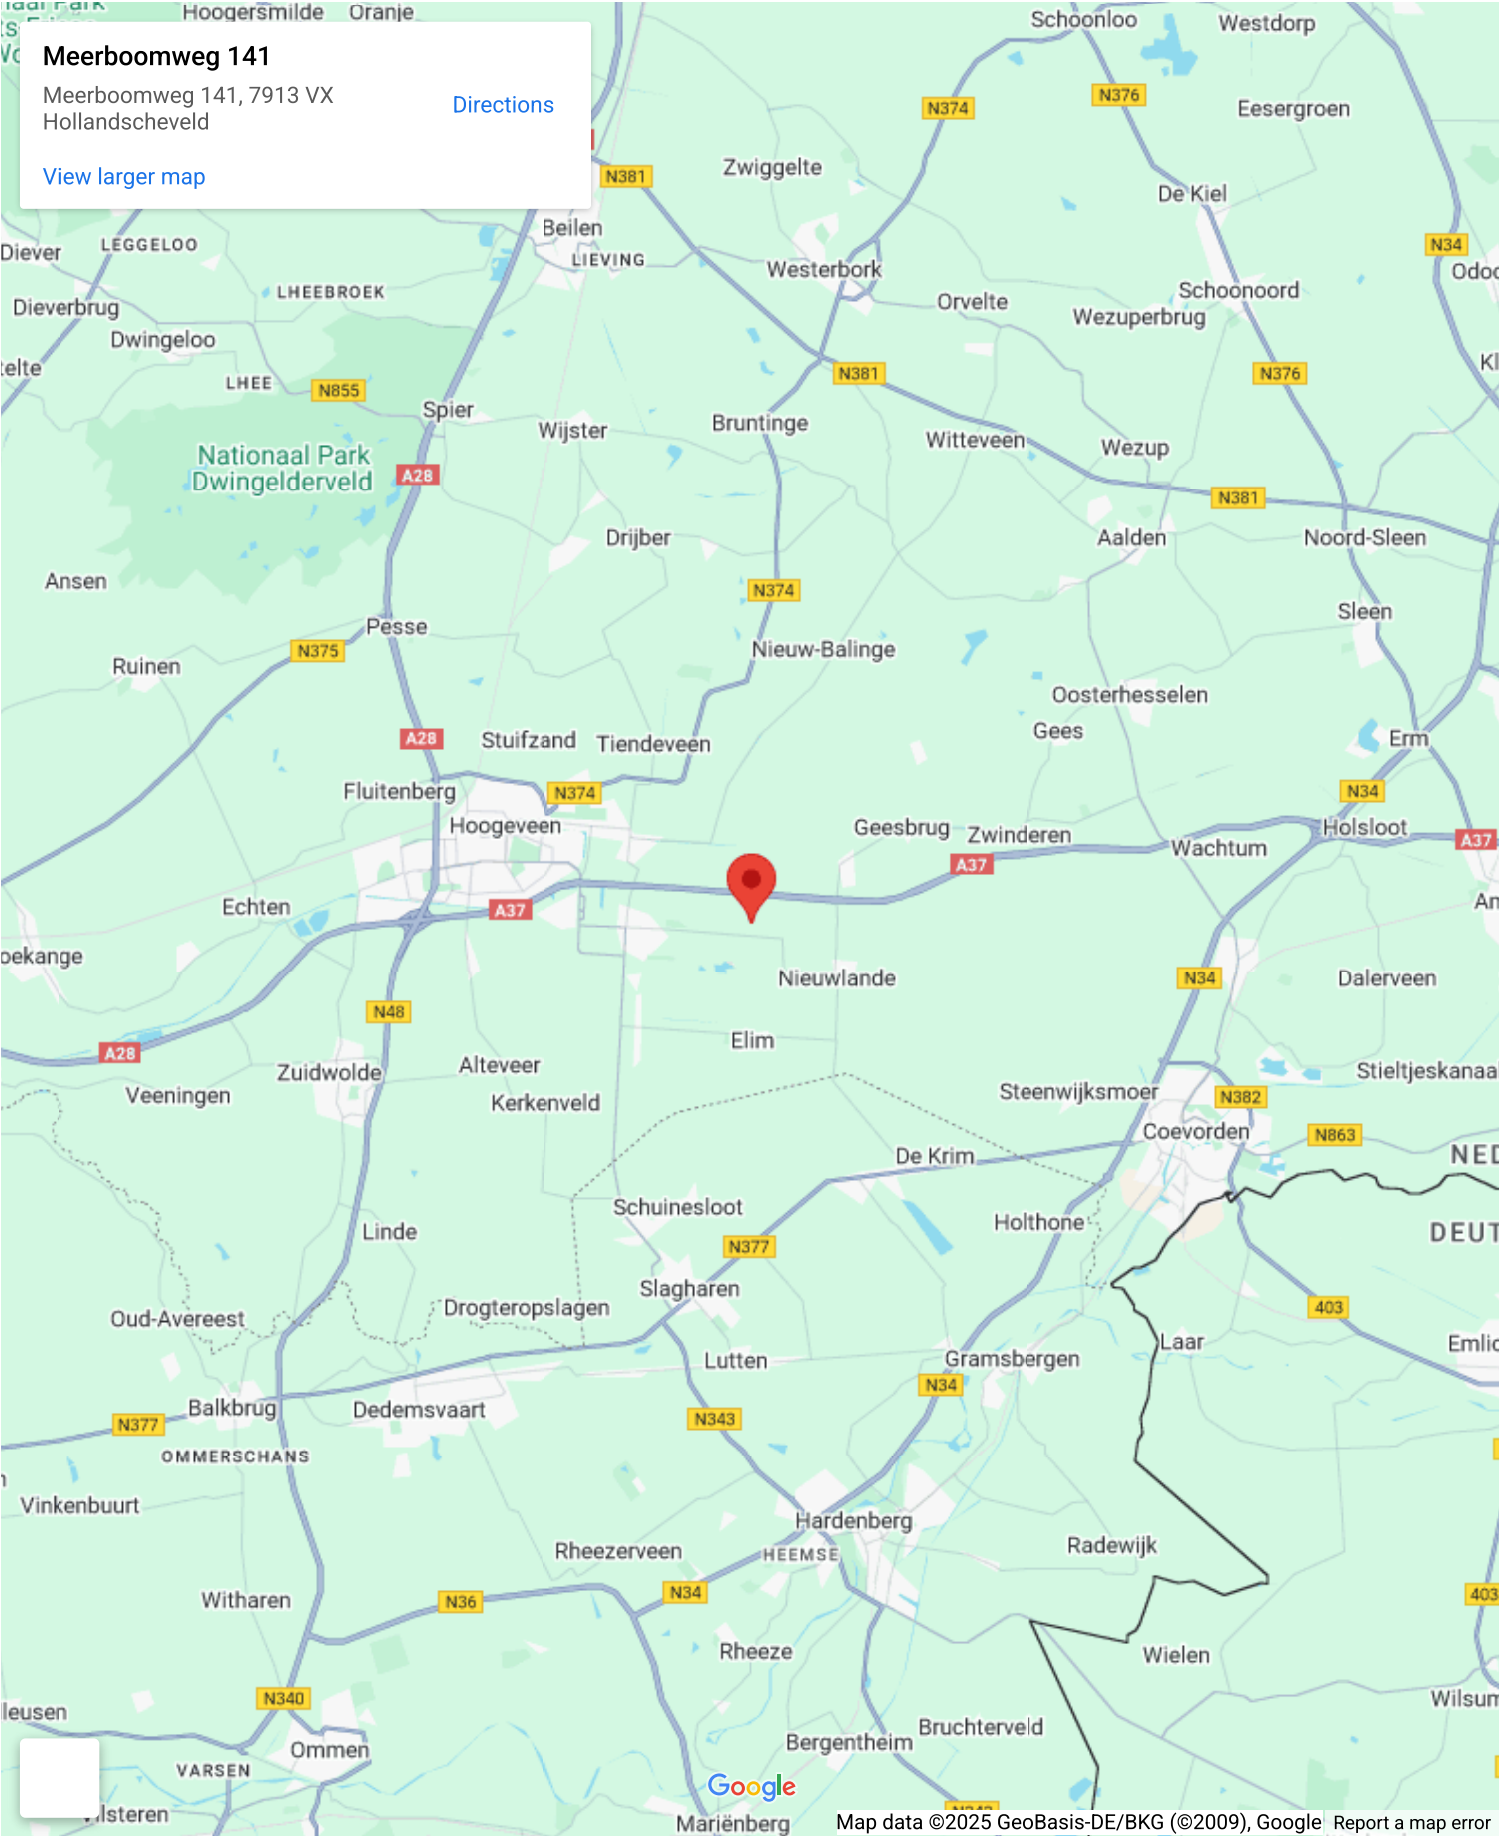 Hoogersmilde
Oranje
Schoonloo
Westdorp
Meerboomweg 141
Meerboomweg 141, 7913 VX
Hollandscheveld
Directions
View larger map
N374
N376
Eesergroen
N381
Zwiggelte
De Kiel
Beilen
LIEVING
Diever
LEGGELOO
N34
Westerbork
LHEEBROEK
Schoonoord
Orvelte
Dieverbrug
Wezuperbrug
Dwingeloo
LHEE
N855
N381
N376
Spier
Wijster
Bruntinge
Witteveen
Wezup
Nationaal Park
Dwingelderveld
A28
N381
Drijber
Aalden
Noord-Sleen
Ansen
N374
Sleen
Pesse
N375
Nieuw-Balinge
Ruinen
Oosterhesselen
Gees
A28
Stuifzand
Tiendeveen
Erm
Fluitenberg
N374
N34
Hoogeveen
Geesbrug
Zwinderen
Holsloot
A37
Wachtum
A37
Echten
A37
Nieuwlande
N34
Dalerveen
N48
Elim
A28
Zuidwolde
Alteveer
Stieltjeskanaal
Veeningen
Kerkenveld
Steenwijksmoer
N382
Coevorden
N863
De Krim
Schuinesloot
Holthone
Linde
N377
Slagharen
Drogteropslagen
403
Oud-Avereest
Laar
Lutten
Gramsbergen
N34
Balkbrug
Dedemsvaart
N377
N343
OMMERSCHANS
Vinkenbuurt
Hardenberg
Rheezerveen
HEEMSE
Radewijk
Witharen
N36
N34
403
Rheeze
Wielen
N340
Bruchterveld
Bergentheim
Ommen
VARSEN
Google
Mariënberg
Map data ©2025 GeoBasis-DE/BKG (©2009), Google
Report a map error